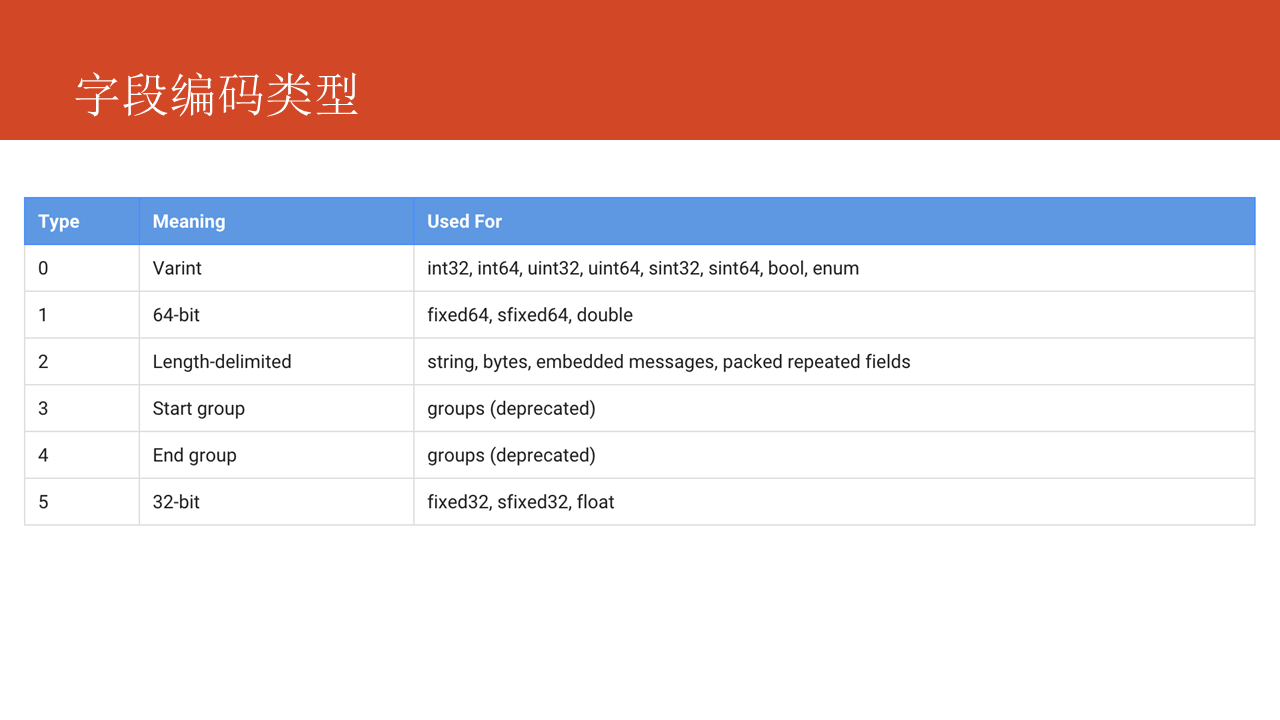 字段编码类型
Type Meaning Used For
0 Varint int32, int64, uint32, uint64, sint32, sint64, bool, enum
1 64-bit fixed64, sfixed64, double
2 Length-delimited string, bytes, embedded messages, packed repeated fields
3 Start group groups (deprecated)
4 End group groups (deprecated)
5 32-bit fixed32, sfixed32, float